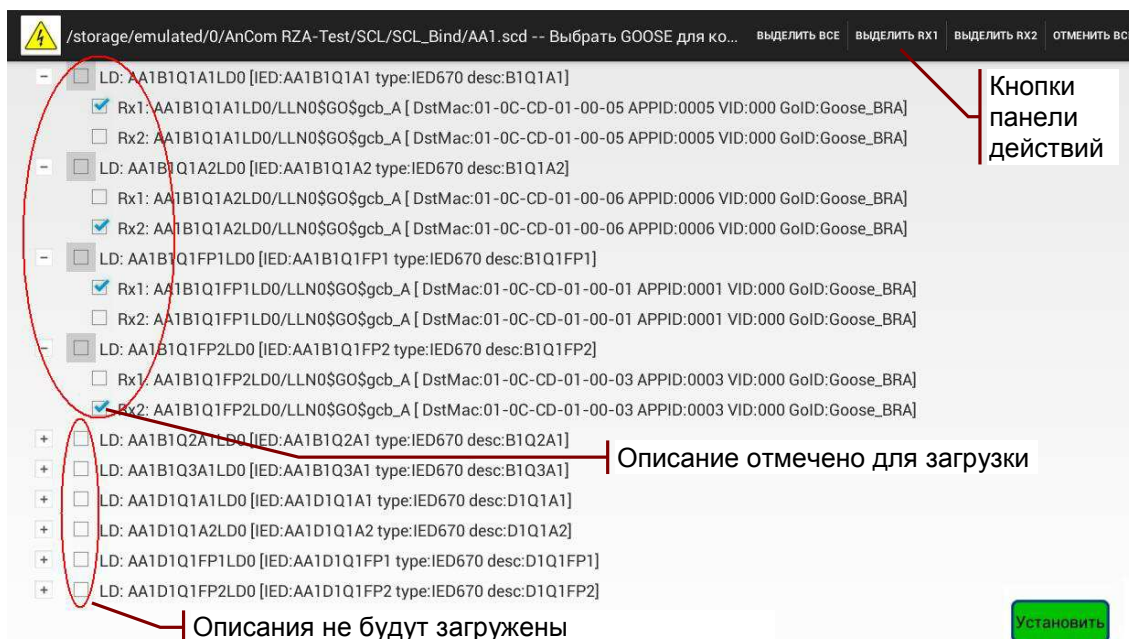 /storage/emulated/0/AnCom RZA-Test/SCL/SCL_Bind/AA1.scd -- Выбрать GOOSE для ко... ВЫДЕЛИТЬ ВСЕ ВЫДЕЛИТЬ RX1 ВЫДЕЛИТЬ RX2 ОТМЕНИТЬ ВС
LD: AA1B1Q1A1LD0 [IED:AA1B1Q1A1 type:IED670 desc:B1Q1A1]
Rx1: AA1B1Q1A1LD0/LLN0$GO$gcb_A [ DstMac:01-0C-CD-01-00-05 APPID:0005 VID:000 GoID:Goose_BRA]
Rx2: AA1B1Q1A1LD0/LLN0$GO$gcb_A [ DstMac:01-0C-CD-01-00-05 APPID:0005 VID:000 GoID:Goose_BRA]
Кнопки
панели
действий
LD: AA1B1Q1A2LD0 [IED:AA1B1Q1A2 type:IED670 desc:B1Q1A2]
Rx1: AA1B1Q1A2LD0/LLN0$GO$gcb_A [ DstMac:01-0C-CD-01-00-06 APPID:0006 VID:000 GoID:Goose_BRA]
Rx2: AA1B1Q1A2LD0/LLN0$GO$gcb_A [ DstMac:01-0C-CD-01-00-06 APPID:0006 VID:000 GoID:Goose_BRA]
LD: AA1B1Q1FP1LD0 [IED:AA1B1Q1FP1 type:IED670 desc:B1Q1FP1]
Rx1: AA1B1Q1FP1LD0/LLN0$GO$gcb_A [ DstMac:01-0C-CD-01-00-01 APPID:0001 VID:000 GoID:Goose_BRA]
Rx2: AA1B1Q1FP1LD0/LLN0$GO$gcb_A [ DstMac:01-0C-CD-01-00-01 APPID:0001 VID:000 GoID:Goose_BRA]
LD: AA1B1Q1FP2LD0 [IED:AA1B1Q1FP2 type:IED670 desc:B1Q1FP2]
Rx1: AA1B1Q1FP2LD0/LLN0$GO$gcb_A [ DstMac:01-0C-CD-01-00-03 APPID:0003 VID:000 GoID:Goose_BRA]
Rx2: AA1B1Q1FP2LD0/LLN0$GO$gcb_A [ DstMac:01-0C-CD-01-00-03 APPID:0003 VID:000 GoID:Goose_BRA]
LD: AA1B1Q2A1LD0 [IED:AA1B1Q2A1 type:IED670 desc:B1Q2A1]
Описание отмечено для загрузки
LD: AA1B1Q3A1LD0 [IED:AA1B1Q3A1 type:IED670 desc:B1Q3A1]
LD: AA1D1Q1A1LD0 [IED:AA1D1Q1A1 type:IED670 desc:D1Q1A1]
LD: AA1D1Q1A2LD0 [IED:AA1D1Q1A2 type:IED670 desc:D1Q1A2]
LD: AA1D1Q1FP1LD0 [IED:AA1D1Q1FP1 type:IED670 desc:D1Q1FP1]
LD: AA1D1Q1FP2LD0 [IED:AA1D1Q1FP2 type:IED670 desc:D1Q1FP2]
Установить
Описания не будут загружены